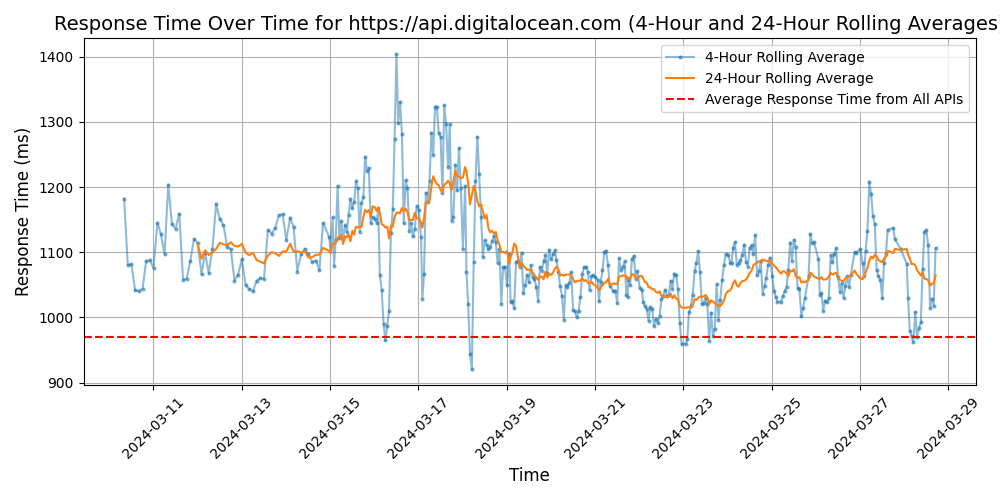 Response Time Over Time for https://api.digitalocean.com (4-Hour and 24-Hour Rolling Averages
4-Hour Rolling Average
24-Hour Rolling Average
Average Response Time from All APIs
Response Time (ms)
1400
1300
1200
1100
1000
900
2024-03-11
2024-03-13
2024-03-15
2024-03-17
2024-03-19
2024-03-21
2024-03-23
2024-03-25
2024-03-27
2024-03-29
Time